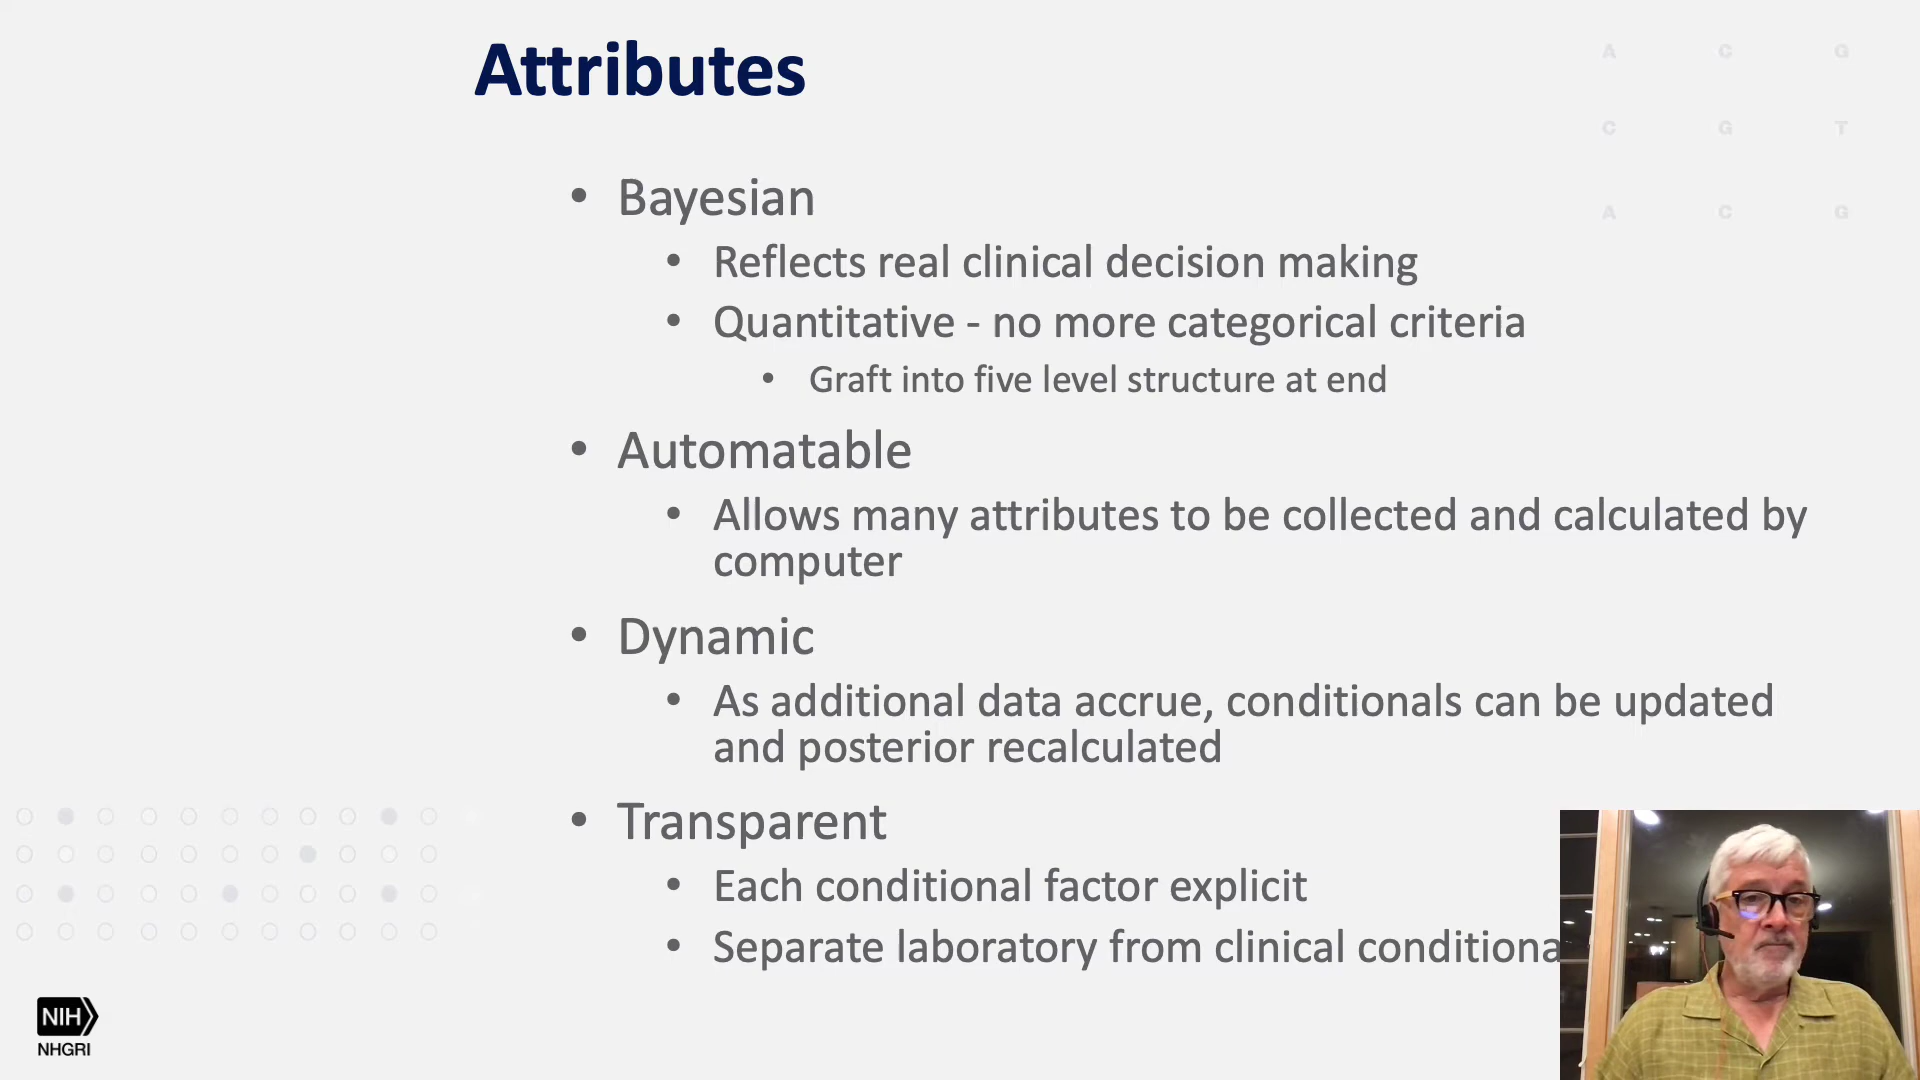 Attributes
A C G
C G T
A C G
• Bayesian
• Reflects real clinical decision making
• Quantitative - no more categorical criteria
• Graft into five level structure at end
• Automatable
• Allows many attributes to be collected and calculated by
computer
• Dynamic
• As additional data accrue, conditionals can be updated
and posterior recalculated
• Transparent
• Each conditional factor explicit
• Separate laboratory from clinical conditiona
NIH
NHGRI